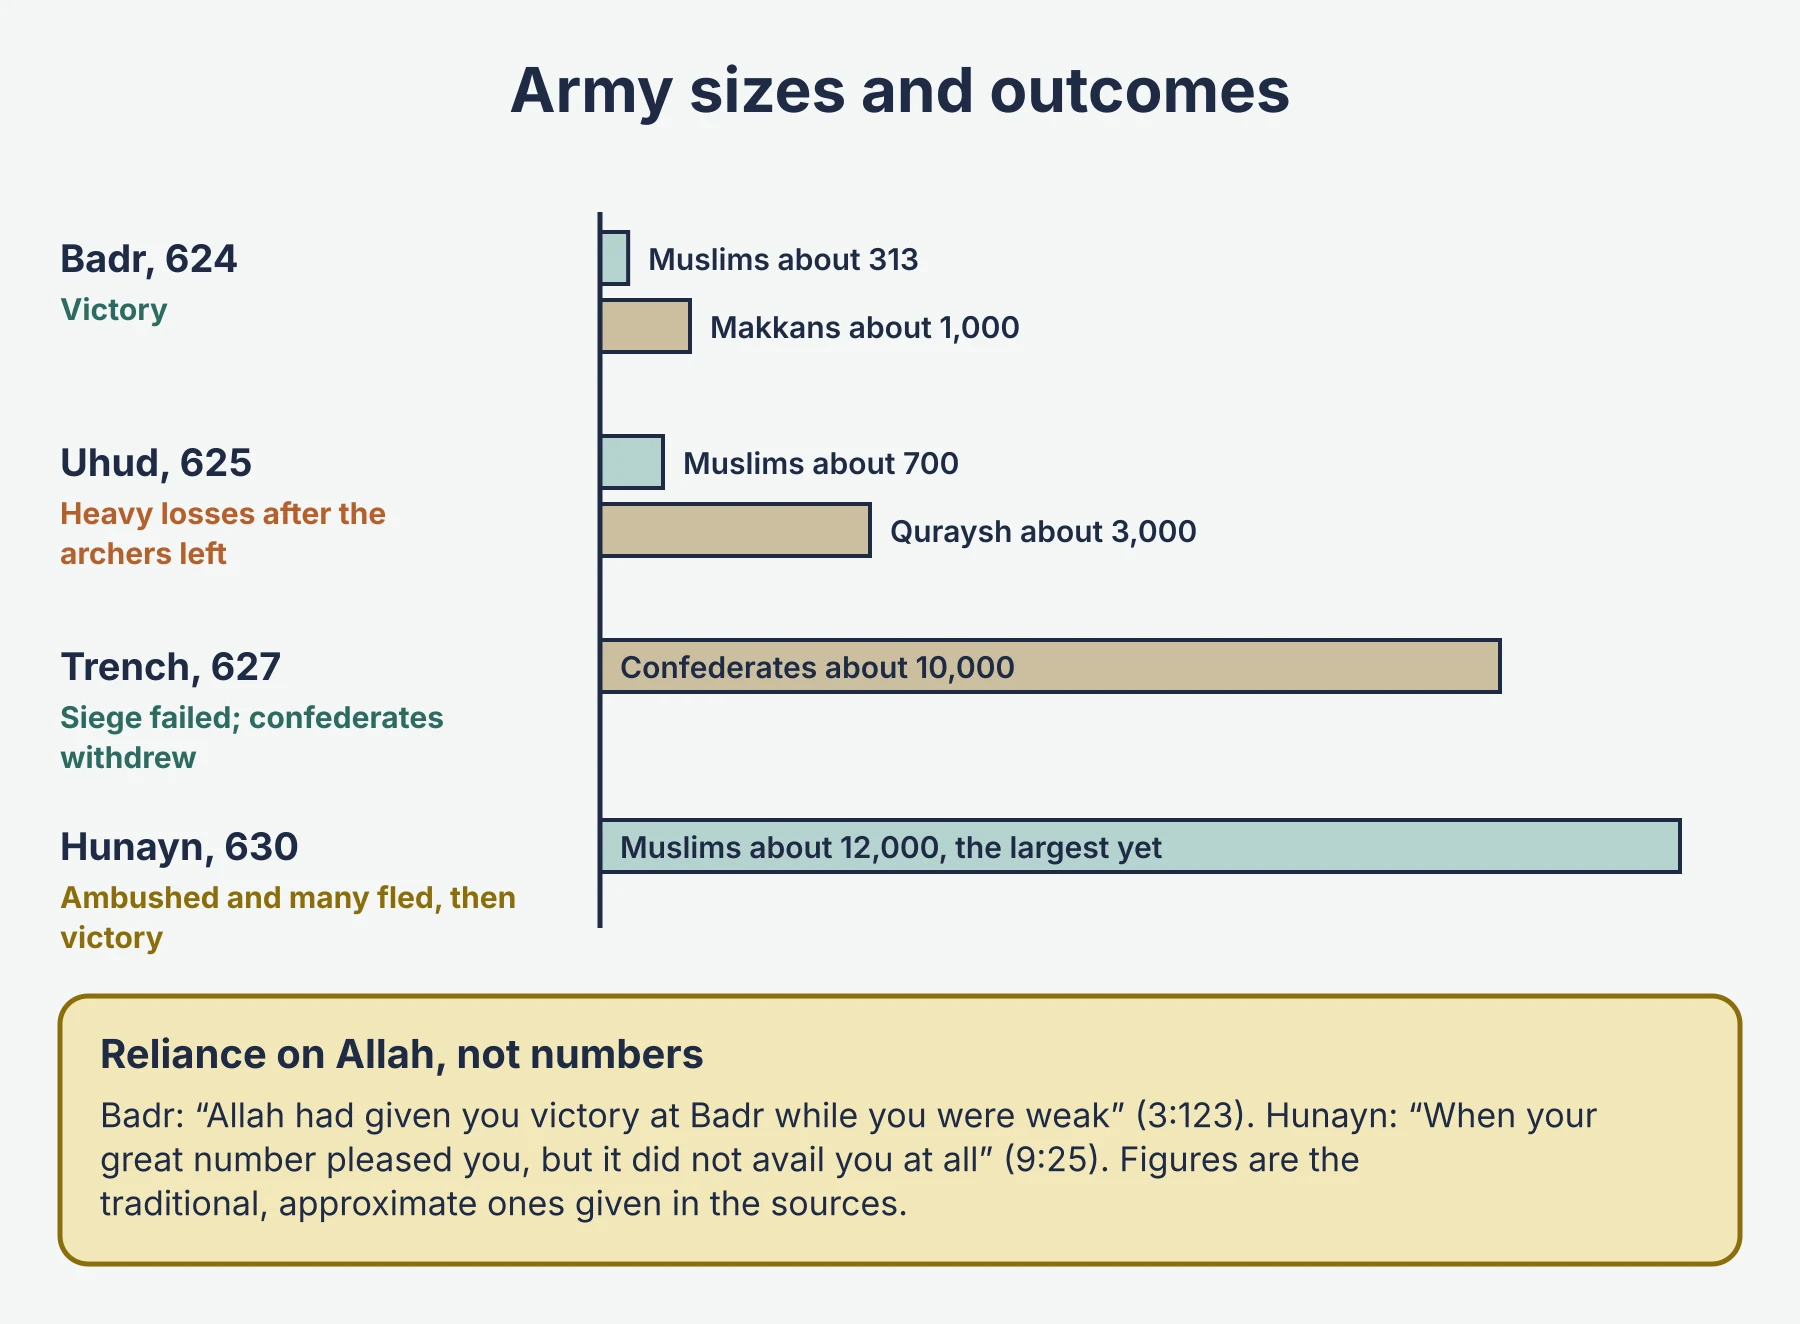 Army sizes and outcomes
Badr, 624
Victory
Muslims about 313
Makkans about 1,000
Uhud, 625
Heavy losses after the
archers left
Muslims about 700
Quraysh about 3,000
Trench, 627
Siege failed; confederates
withdrew
Confederates about 10,000
Hunayn, 630
Ambushed and many fled, then
victory
Muslims about 12,000, the largest yet
Reliance on Allah, not numbers
Badr: “Allah had given you victory at Badr while you were weak” (3:123). Hunayn: “When your
great number pleased you, but it did not avail you at all” (9:25). Figures are the
traditional, approximate ones given in the sources.